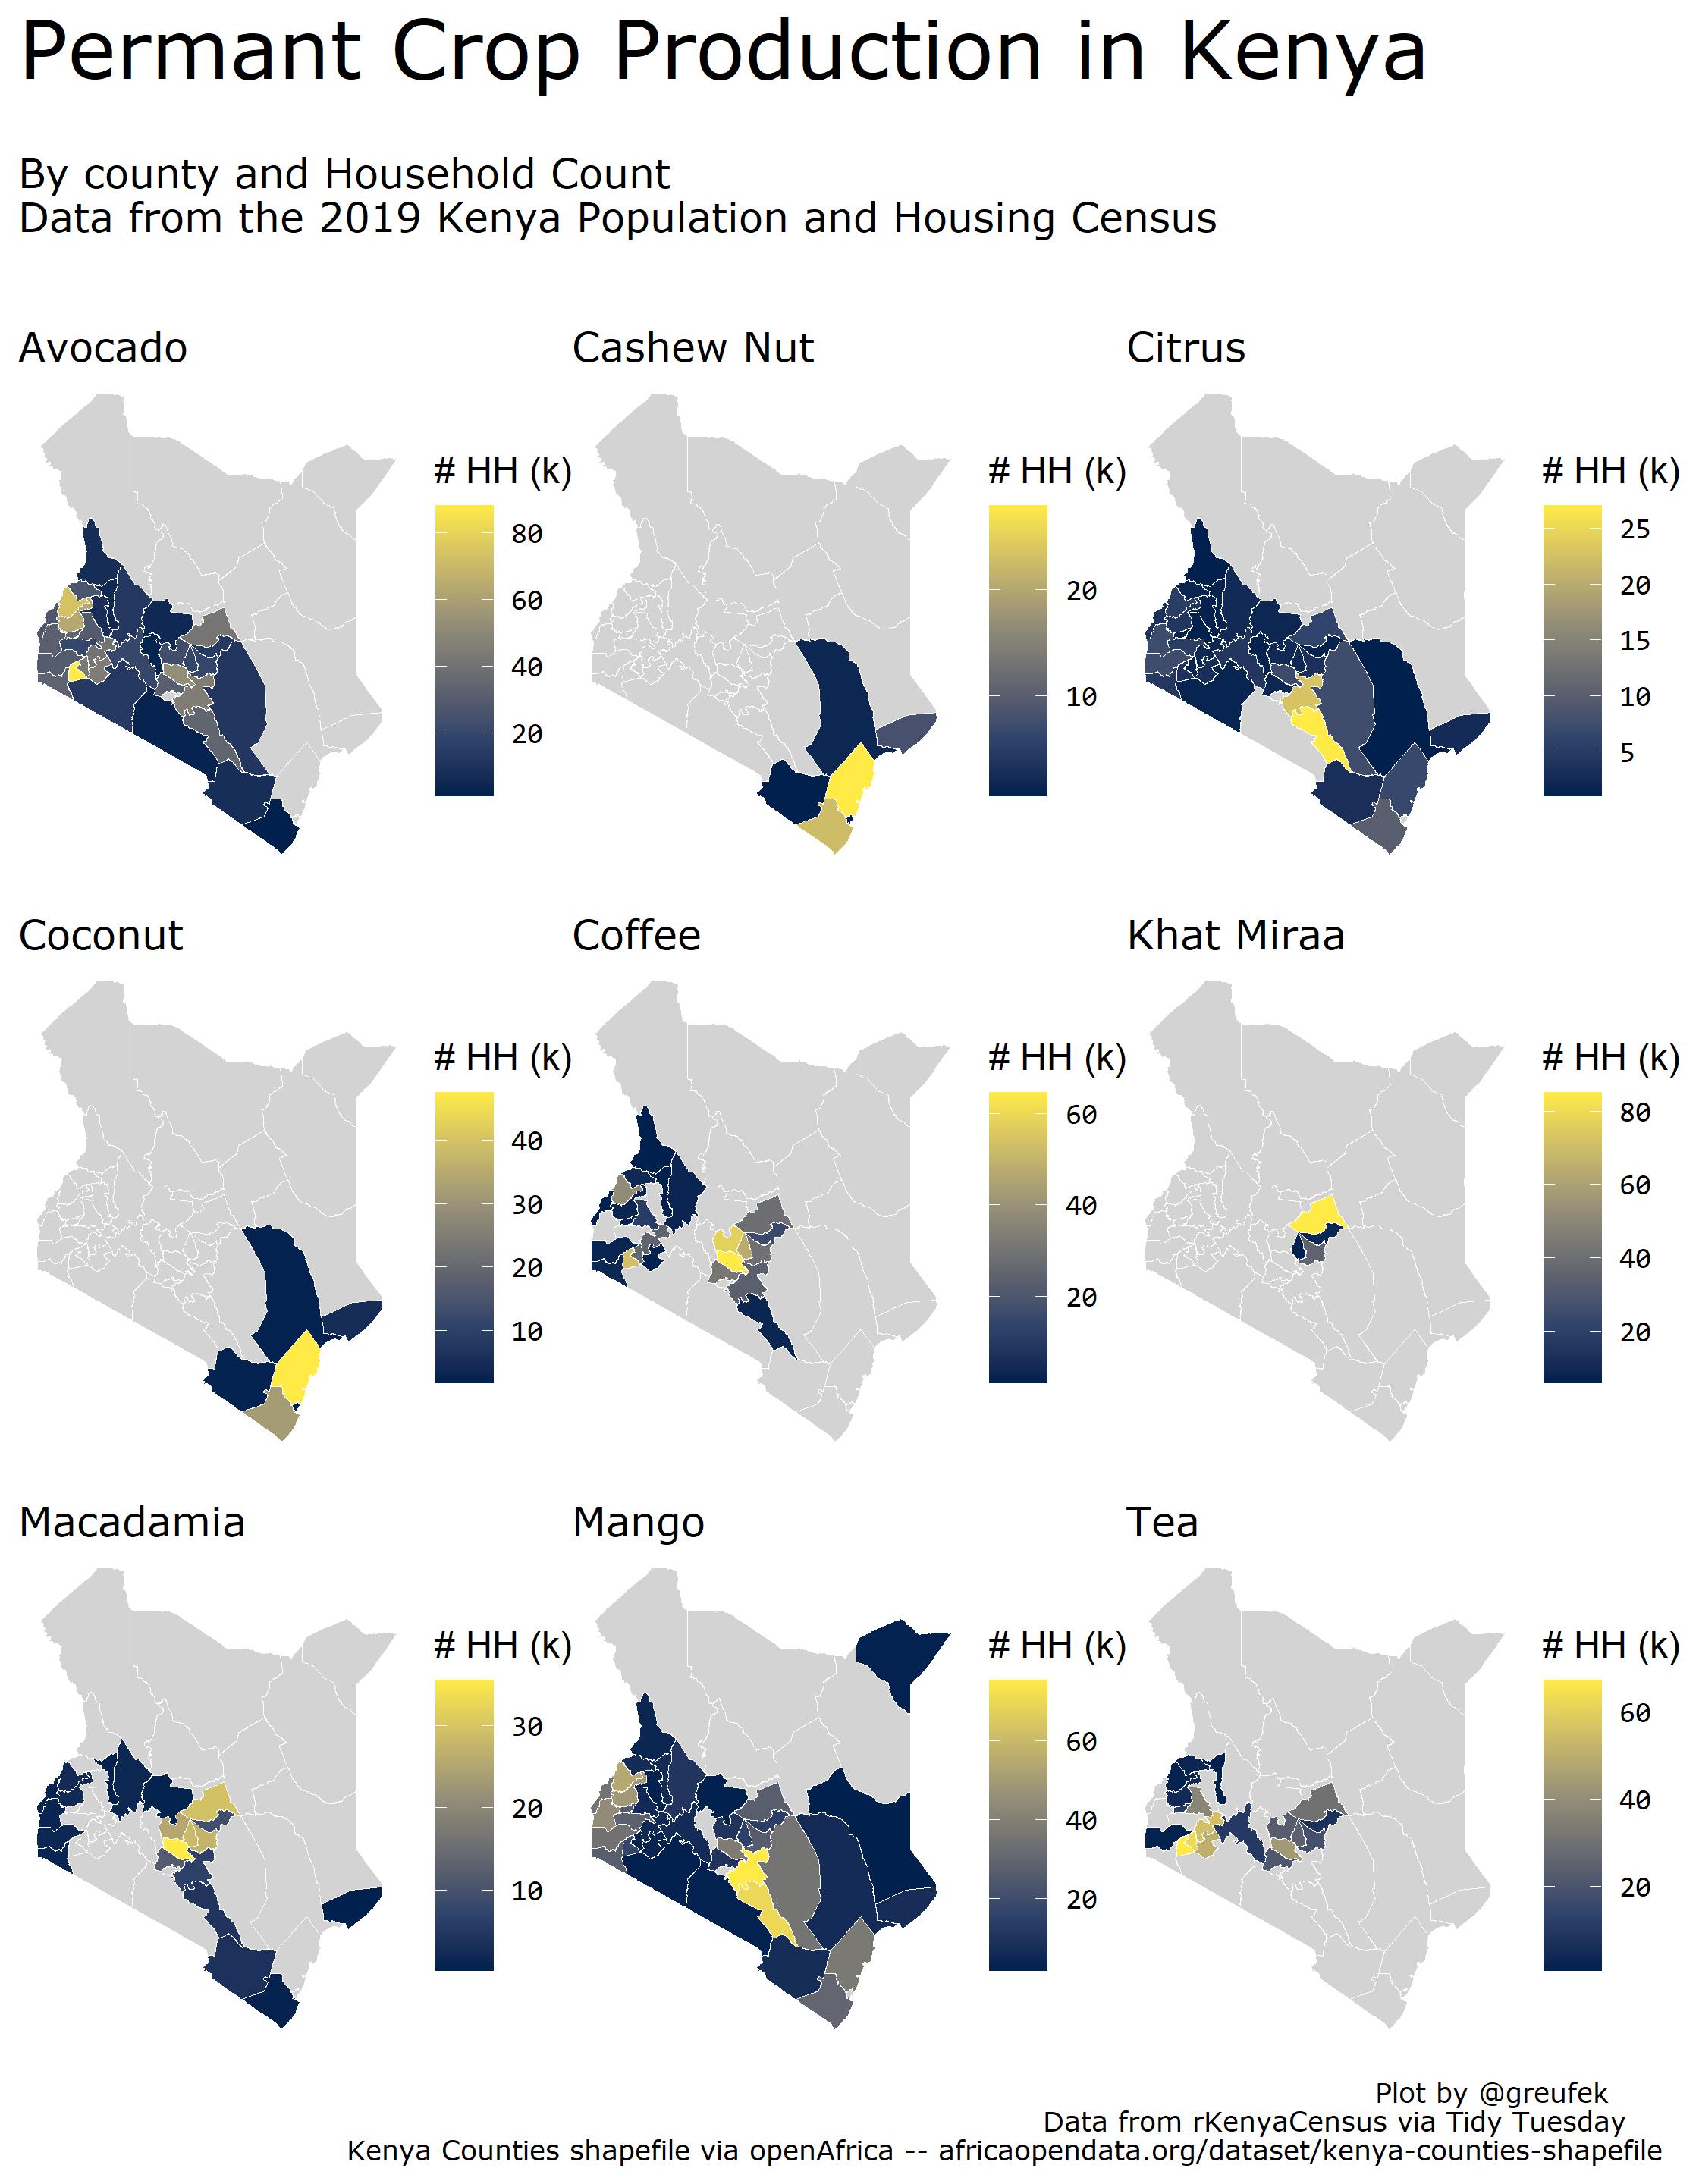 Permant Crop Production in Kenya
By county and Household Count
Data from the 2019 Kenya Population and Housing Census
Avocado
# HH (k)
80
60
40
20
Cashew Nut
# HH (k)
20
10
Citrus
# HH (k)
25
20
15
10
5
Coconut
# HH (k)
40
30
20
10
Coffee
# HH (k)
60
40
20
Khat Miraa
# HH (k)
80
60
40
20
Macadamia
# HH (k)
30
20
10
Mango
# HH (k)
60
40
20
Tea
# HH (k)
60
40
20
Plot by @greufek
Data from rKenyaCensus via Tidy Tuesday
Kenya Counties shapefile via openAfrica -- africaopendata.org/dataset/kenya-counties-shapefile